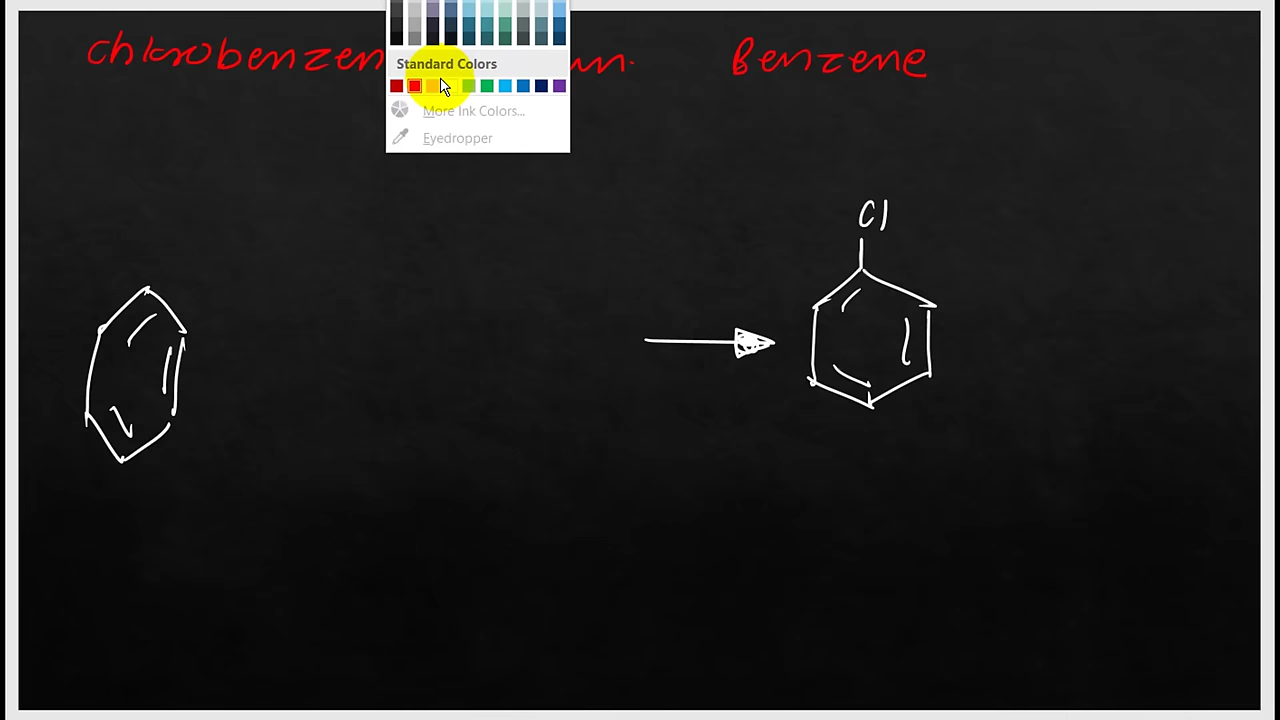 Chlorobenzen
Benzene
Standard Colors
More Ink Colors...
Eyedropper
Cl